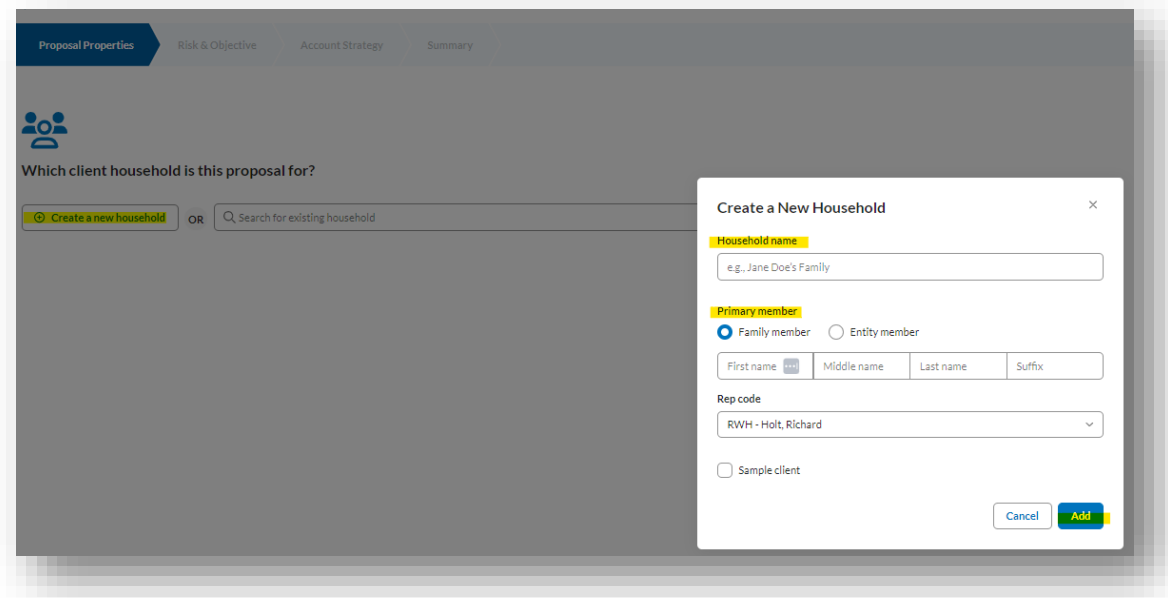 Proposal Properties Risk & Objective Account Strategy Summary
Which client household is this proposal for?
Create a new household OR Search for existing household
Create a New Household
Household name
e.g., Jane Doe's Family
Primary member
Family member Entity member
First name Middle name Last name Suffix
Rep code
RWH - Holt, Richard
Sample client
Cancel Add